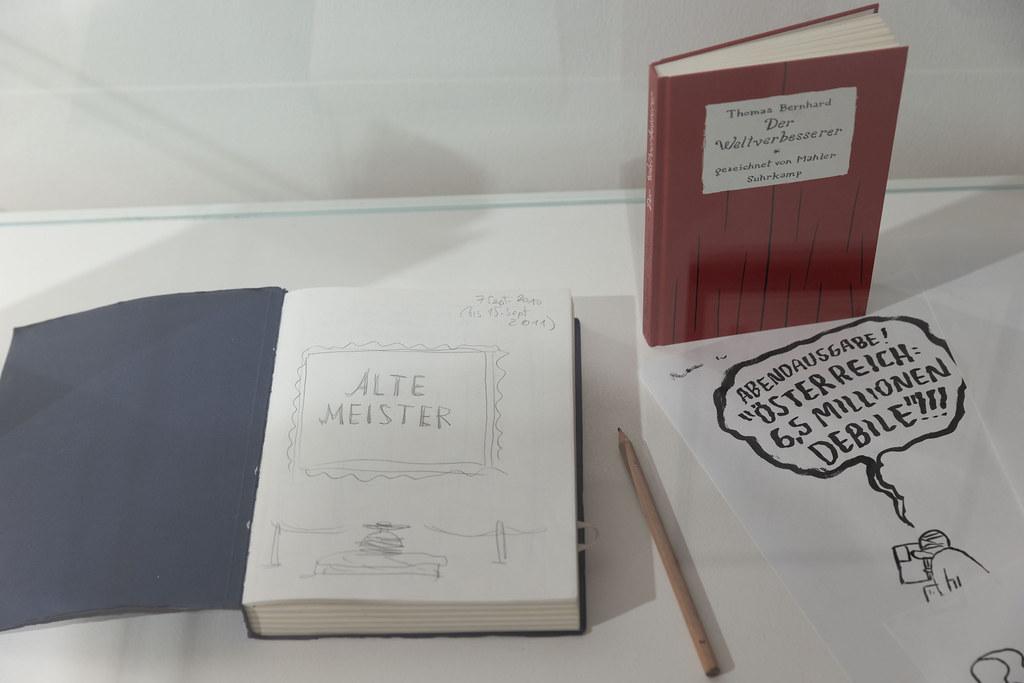 7 Sept. 2010
(bis 13. Sept
2011)
ALTE
MEISTER
Thomas Bernhard
Der
Weltverbesserer
*
gezeichnet von Mahler
Suhrkamp
ABENDAUSGABE!
"ÖSTERREICH=
6,5 MILLIONEN
DEBILE"!!!